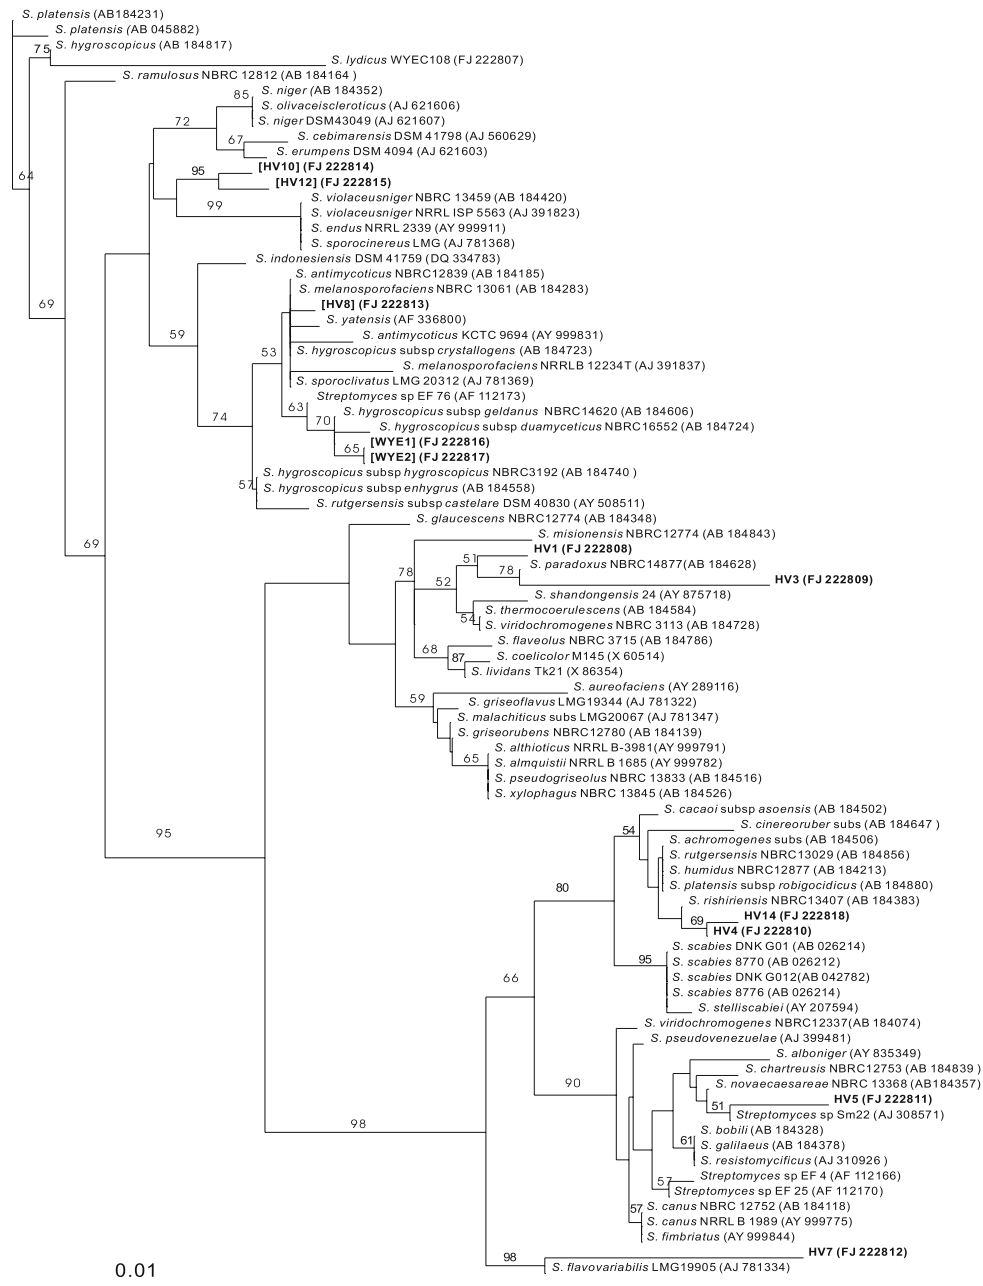 S. platensis (AB184231)
S. platensis (AB 045882)
S. hygroscopicus (AB 184817)
75
S. lydicus WYEC108 (FJ 222807)
S. ramulosus NBRC 12812 (AB 184164 )
S. niger (AB 184352)
85
S. olivaceiscleroticus (AJ 621606)
S. niger DSM43049 (AJ 621607)
72
S. cebimarensis DSM 41798 (AJ 560629)
67
S. erumpens DSM 4094 (AJ 621603)
[HV10] (FJ 222814)
95
64
[HV12] (FJ 222815)
S. violaceusniger NBRC 13459 (AB 184420)
99
S. violaceusniger NRRL ISP 5563 (AJ 391823)
S. endus NRRL 2339 (AY 999911)
S. sporocinereus LMG (AJ 781368)
S. indonesiensis DSM 41759 (DQ 334783)
S. antimycoticus NBRC12839 (AB 184185)
S. melanosporofaciens NBRC 13061 (AB 184283)
69
[HV8] (FJ 222813)
S. yatensis (AF 336800)
59
S. antimycoticus KCTC 9694 (AY 999831)
53
S. hygroscopicus subsp crystallogens (AB 184723)
S. melanosporofaciens NRRLB 12234T (AJ 391837)
S. sporoclivatus LMG 20312 (AJ 781369)
Streptomyces sp EF 76 (AF 112173)
63
S. hygroscopicus subsp geldanus NBRC14620 (AB 184606)
74
70
S. hygroscopicus subsp duamyceticus NBRC16552 (AB 184724)
[WYE1] (FJ 222816)
65
[WYE2] (FJ 222817)
S. hygroscopicus subsp hygroscopicus NBRC3192 (AB 184740 )
57
S. hygroscopicus subsp enhygrus (AB 184558)
S. rutgersensis subsp castelare DSM 40830 (AY 508511)
S. glaucescens NBRC12774 (AB 184348)
S. misionensis NBRC12774 (AB 184843)
69
HV1 (FJ 222808)
51
S. paradoxus NBRC14877(AB 184628)
78
78
HV3 (FJ 222809)
52
S. shandongensis 24 (AY 875718)
S. thermocoerulescens (AB 184584)
54
S. viridochromogenes NBRC 3113 (AB 184728)
S. flaveolus NBRC 3715 (AB 184786)
68
87
S. coelicolor M145 (X 60514)
S. lividans Tk21 (X 86354)
S. aureofaciens (AY 289116)
59
S. griseoflavus LMG19344 (AJ 781322)
S. malachiticus subs LMG20067 (AJ 781347)
S. griseorubens NBRC12780 (AB 184139)
S. althioticus NRRL B-3981(AY 999791)
65
S. almquistii NRRL B 1685 (AY 999782)
S. pseudogriseolus NBRC 13833 (AB 184516)
S. xylophagus NBRC 13845 (AB 184526)
S. cacaoi subsp asoensis (AB 184502)
95
54
S. cinereoruber subs (AB 184647 )
S. achromogenes subs (AB 184506)
S. rutgersensis NBRC13029 (AB 184856)
S. humidus NBRC12877 (AB 184213)
80
S. platensis subsp robigocidicus (AB 184880)
S. rishiriensis NBRC13407 (AB 184383)
69
HV14 (FJ 222818)
HV4 (FJ 222810)
S. scabies DNK G01 (AB 026214)
95
S. scabies 8770 (AB 026212)
66
S. scabies DNK G012(AB 042782)
S. scabies 8776 (AB 026214)
S. stelliscabiei (AY 207594)
S. viridochromogenes NBRC12337(AB 184074)
S. pseudovenezuelae (AJ 399481)
S. alboniger (AY 835349)
S. chartreusis NBRC12753 (AB 184839 )
90
S. novaecaesareae NBRC 13368 (AB184357)
HV5 (FJ 222811)
51
Streptomyces sp Sm22 (AJ 308571)
98
S. bobili (AB 184328)
61
S. galilaeus (AB 184378)
S. resistomycificus (AJ 310926 )
Streptomyces sp EF 4 (AF 112166)
57
Streptomyces sp EF 25 (AF 112170)
57
S. canus NBRC 12752 (AB 184118)
S. canus NRRL B 1989 (AY 999775)
S. fimbriatus (AY 999844)
98
HV7 (FJ 222812)
S. flavovariabilis LMG19905 (AJ 781334)
0.01